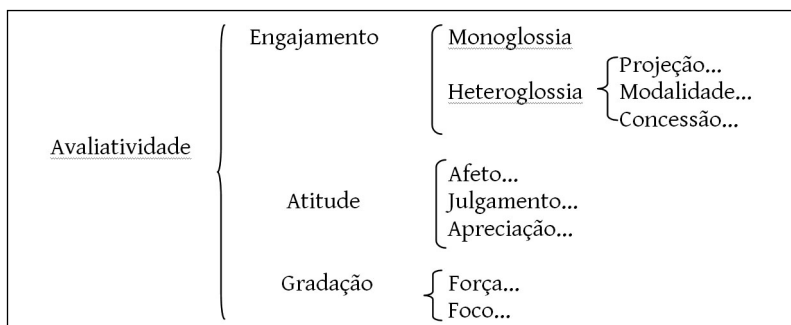 Engajamento Monoglossia
Projeção...
Heteroglossia Modalidade...
Concessão...
Avaliatividade
Afeto...
Atitude Julgamento...
Apreciação...
Gradação Força...
Foco...